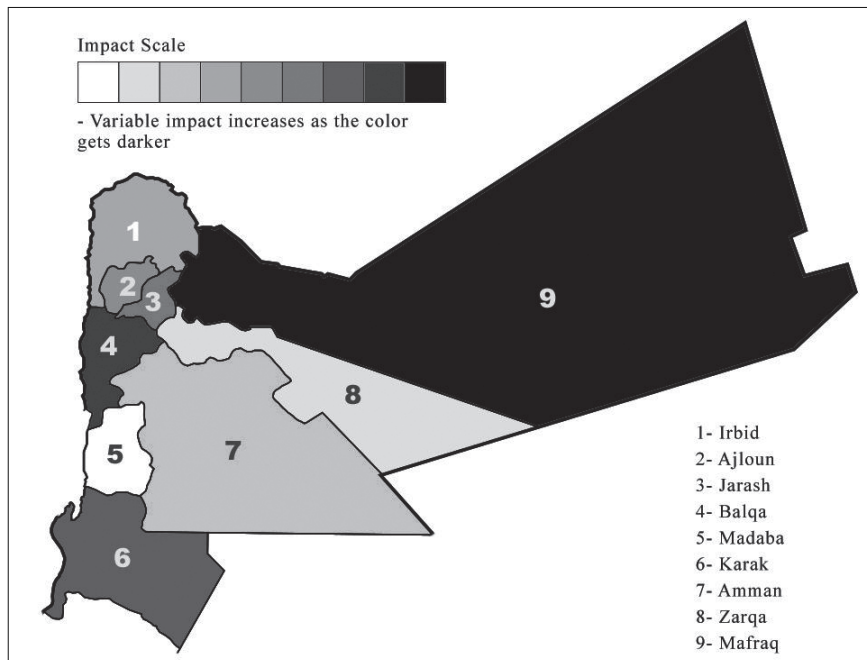 Impact Scale
- Variable impact increases as the color
gets darker
1
2
3
4
5
6
7
8
9
1- Irbid
2- Ajloun
3- Jarash
4- Balqa
5- Madaba
6- Karak
7- Amman
8- Zarqa
9- Mafraq